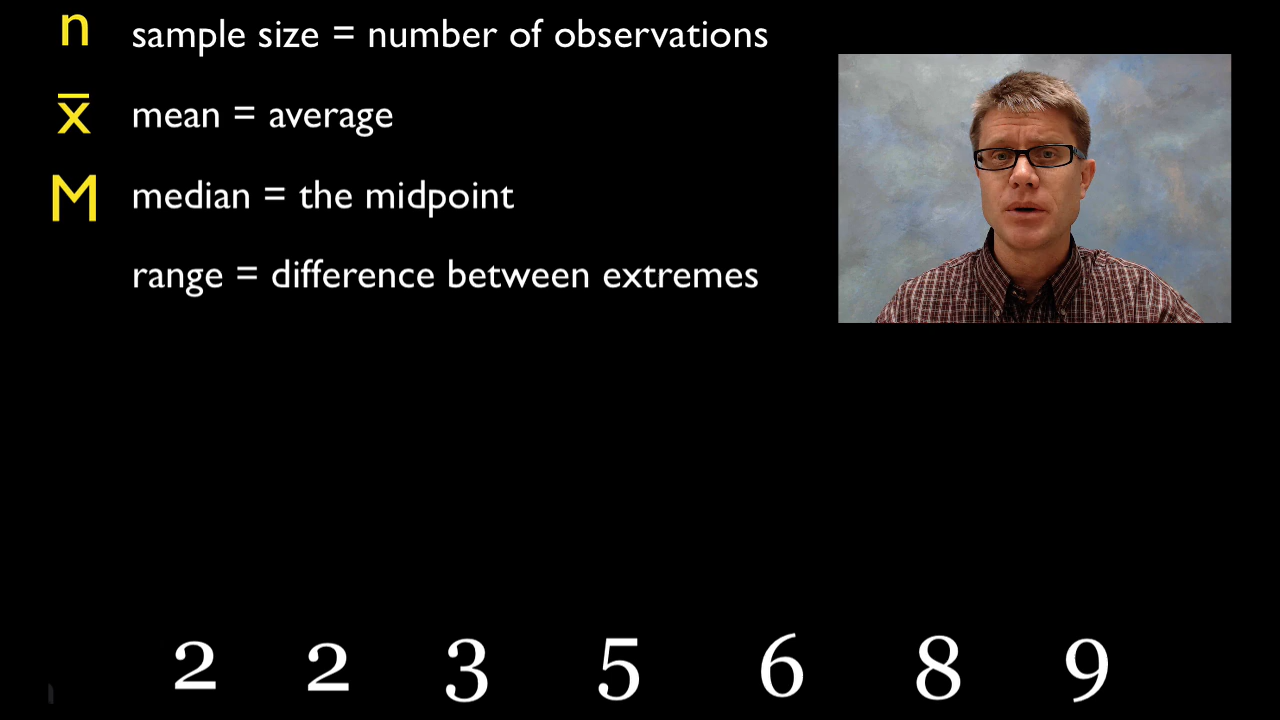 n sample size = number of observations
x̅ mean = average
M median = the midpoint
range = difference between extremes
2 2 3 5 6 8 9